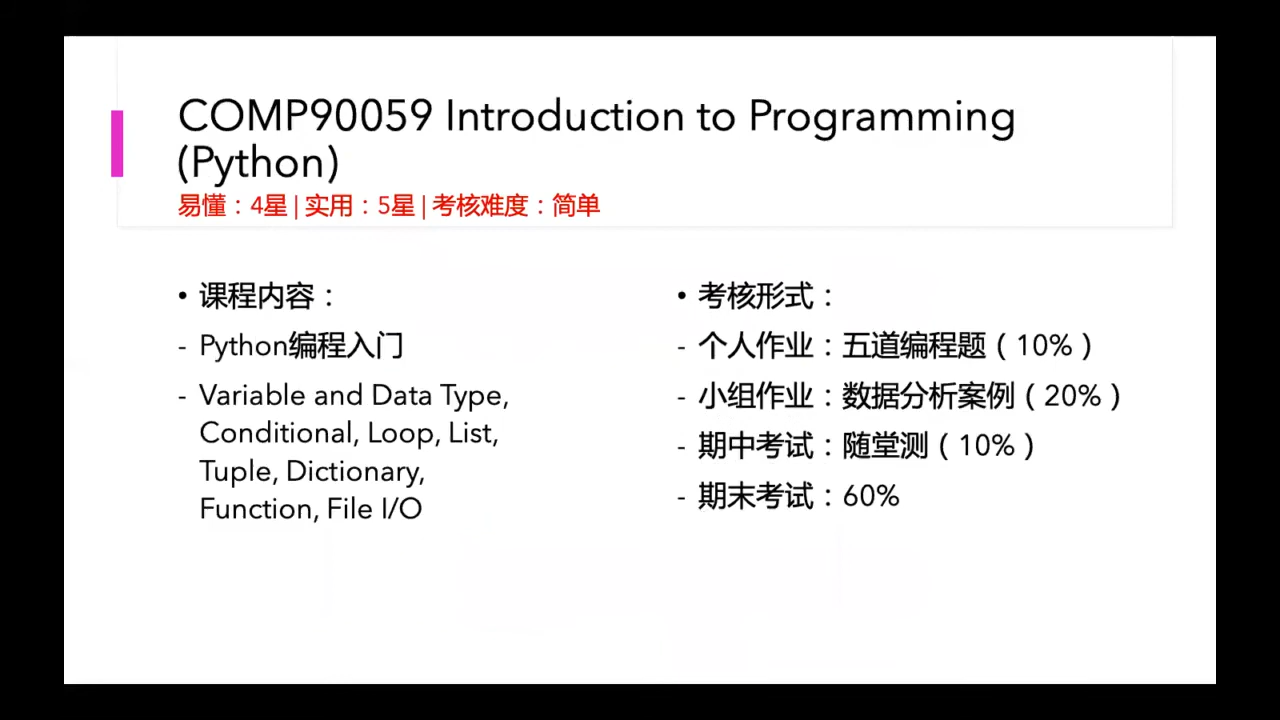 COMP90059 Introduction to Programming
(Python)
易懂：4星 | 实用：5星 | 考核难度：简单
• 课程内容：
- Python编程入门
- Variable and Data Type,
Conditional, Loop, List,
Tuple, Dictionary,
Function, File I/O
• 考核形式：
- 个人作业：五道编程题（10%）
- 小组作业：数据分析案例（20%）
- 期中考试：随堂测（10%）
- 期末考试：60%